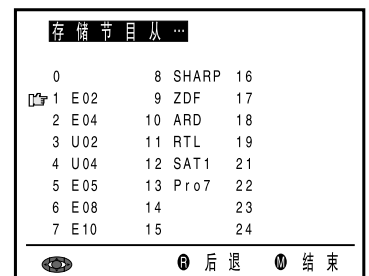 存储节目从…
0 8 SHARP 16
1 E02 9 ZDF 17
2 E04 10 ARD 18
3 U02 11 RTL 19
4 U04 12 SAT1 21
5 E05 13 Pro7 22
6 E08 14 23
7 E10 15 24
R 后退 M 结束